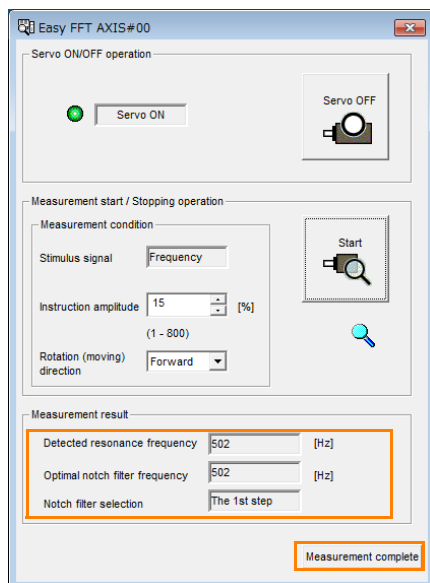 Easy FFT AXIS#00
Servo ON/OFF operation
Servo ON
Servo OFF
Measurement start / Stopping operation
Measurement condition
Stimulus signal
Frequency
Instruction amplitude
15
[%]
(1 - 800)
Rotation (moving)
direction
Forward
Start
Measurement result
Detected resonance frequency
502
[Hz]
Optimal notch filter frequency
502
[Hz]
Notch filter selection
The 1st step
Measurement complete